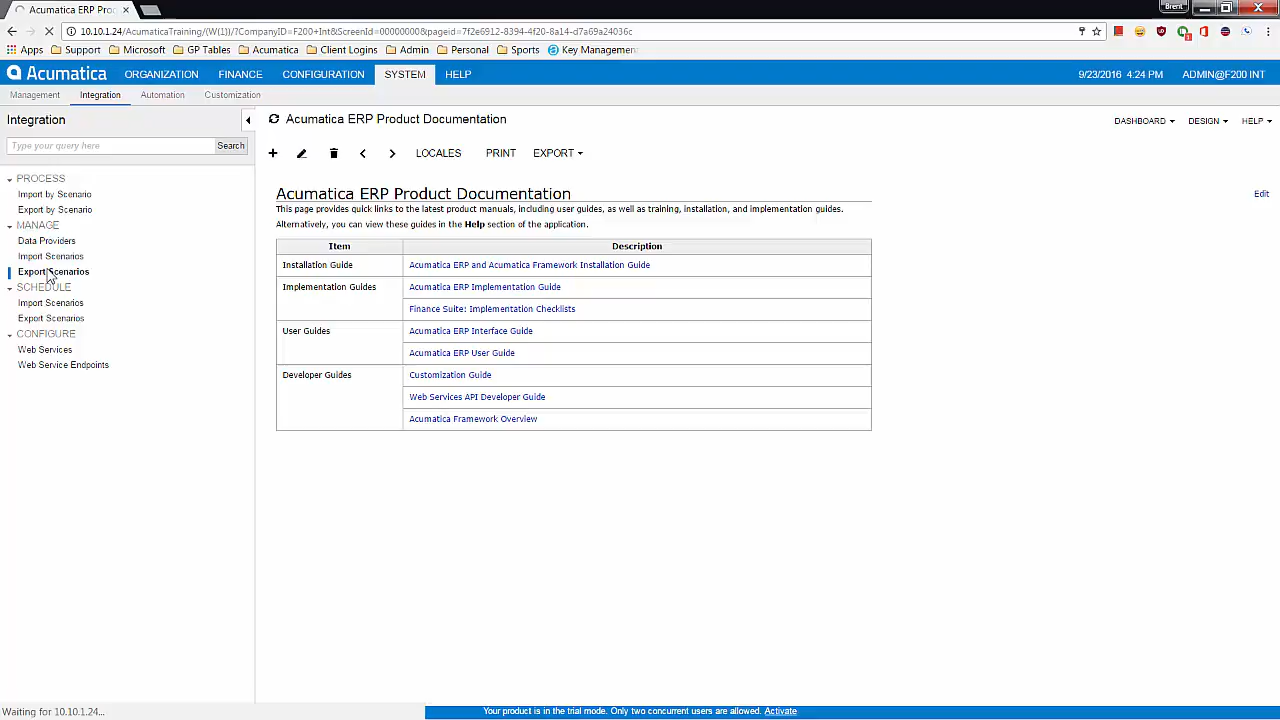 Acumatica ERP Prod
Brent
10.10.1.24/AcumaticaTraining/(W(1))/?CompanyID=F200+Int&ScreenId=00000000&pageid=7f2e6912-8394-4f20-8a14-d7a69a24036c
Apps Support Microsoft GP Tables Acumatica Client Logins Admin Personal Sports Key Managemen
Acumatica ORGANIZATION FINANCE CONFIGURATION SYSTEM HELP 9/23/2016 4:24 PM ADMIN@F200 INT
Management Integration Automation Customization
Integration
Type your query here Search
PROCESS
Import by Scenario
Export by Scenario
MANAGE
Data Providers
Import Scenarios
Export Scenarios
SCHEDULE
Import Scenarios
Export Scenarios
CONFIGURE
Web Services
Web Service Endpoints
Acumatica ERP Product Documentation DASHBOARD DESIGN HELP
LOCALES PRINT EXPORT
Acumatica ERP Product Documentation Edit
This page provides quick links to the latest product manuals, including user guides, as well as training, installation, and implementation guides.
Alternatively, you can view these guides in the Help section of the application.
Item Description
Installation Guide Acumatica ERP and Acumatica Framework Installation Guide
Implementation Guides Acumatica ERP Implementation Guide
Finance Suite: Implementation Checklists
User Guides Acumatica ERP Interface Guide
Acumatica ERP User Guide
Developer Guides Customization Guide
Web Services API Developer Guide
Acumatica Framework Overview
Waiting for 10.10.1.24...
Your product is in the trial mode. Only two concurrent users are allowed. Activate